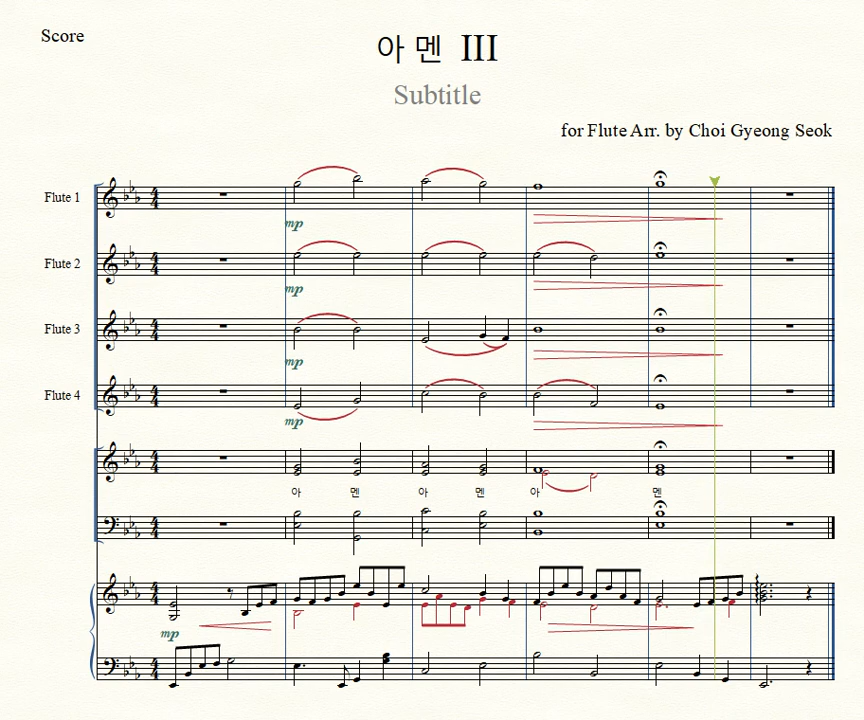 Score
아 멘 III
Subtitle
for Flute Arr. by Choi Gyeong Seok
Flute 1
mp
Flute 2
mp
Flute 3
mp
Flute 4
mp
아 멘 아 멘 아 멘
mp